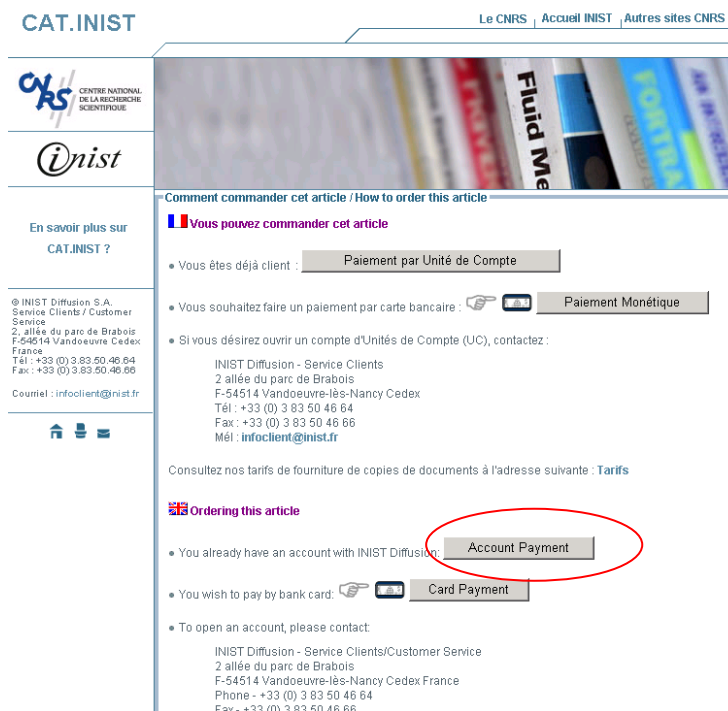 CAT.INIST
Le CNRS | Accueil INIST | Autres sites CNRS
CNRS
CENTRE NATIONAL
DE LA RECHERCHE
SCIENTIFIQUE
inist
En savoir plus sur
CAT.INIST ?
© INIST Diffusion S.A.
Service Clients / Customer
Service
2, allée du parc de Brabois
F-54514 Vandoeuvre Cedex
France
Tél : +33 (0) 3.83.50.46.64
Fax : +33 (0) 3.83.50.46.66
Courriel : infoclient@inist.fr
Fluid Me
FORTRA
Comment commander cet article / How to order this article
Vous pouvez commander cet article
• Vous êtes déjà client : Paiement par Unité de Compte
• Vous souhaitez faire un paiement par carte bancaire : Paiement Monétique
• Si vous désirez ouvrir un compte d'Unités de Compte (UC), contactez :
INIST Diffusion - Service Clients
2 allée du parc de Brabois
F-54514 Vandoeuvre-lès-Nancy Cedex
Tél : +33 (0) 3 83 50 46 64
Fax : +33 (0) 3 83 50 46 66
Mél : infoclient@inist.fr
Consultez nos tarifs de fourniture de copies de documents à l'adresse suivante : Tarifs
Ordering this article
• You already have an account with INIST Diffusion: Account Payment
• You wish to pay by bank card: Card Payment
• To open an account, please contact:
INIST Diffusion - Service Clients/Customer Service
2 allée du parc de Brabois
F-54514 Vandoeuvre-lès-Nancy Cedex France
Phone - +33 (0) 3 83 50 46 64
Fax - +33 (0) 3 83 50 46 66